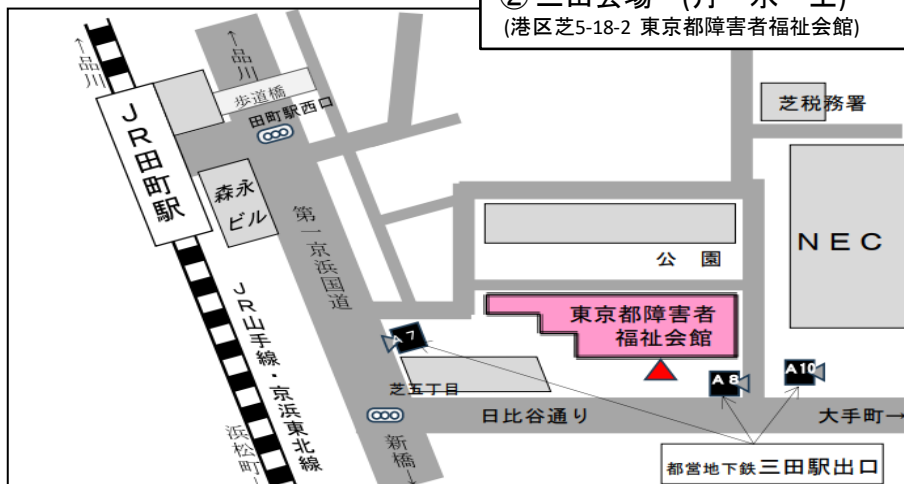 ② 三田会場 (月・水・土)
(港区芝5-18-2 東京都障害者福祉会館)
←品川
←品川
歩道橋
田町駅西口
JR田町駅
森永
ビル
第一京浜国道
芝税務署
NEC
公園
東京都障害者
福祉会館
A7
A8
A10
芝五丁目
日比谷通り
大手町→
JR山手線・京浜東北線
浜松町→
新橋→
都営地下鉄三田駅出口